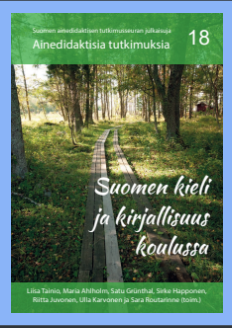 Suomen ainedidaktisen tutkimusseuran julkaisuja
Ainedidaktisia tutkimuksia 18
Suomen kieli
ja kirjallisuus
koulussa
Liisa Tainio, Maria Ahlholm, Satu Grünthal, Sirke Happonen,
Riitta Juvonen, Ulla Karvonen ja Sara Routarinne (toim.)